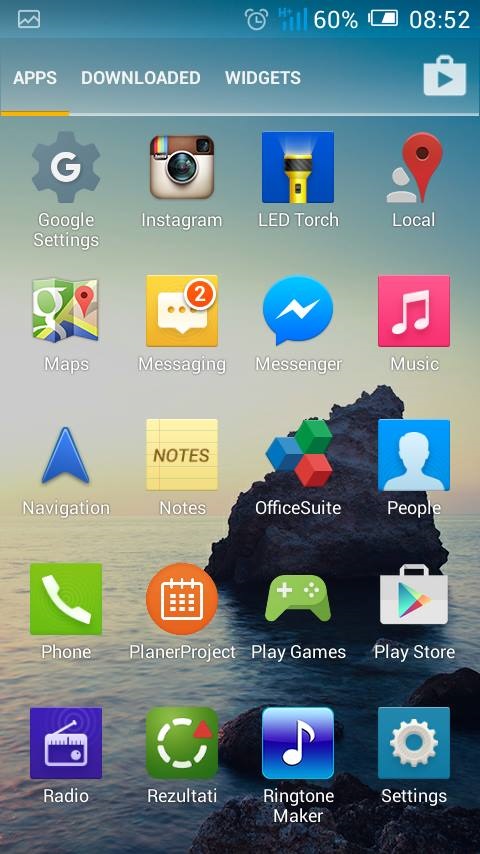 H+ 60% 08:52
APPS DOWNLOADED WIDGETS
G
Google Settings
Instagram
LED Torch
Local
g
2
Maps
Messaging
Messenger
Music
NOTES
Navigation
Notes
OfficeSuite
People
Phone
PlanerProject
Play Games
Play Store
Radio
Rezultati
Ringtone Maker
Settings